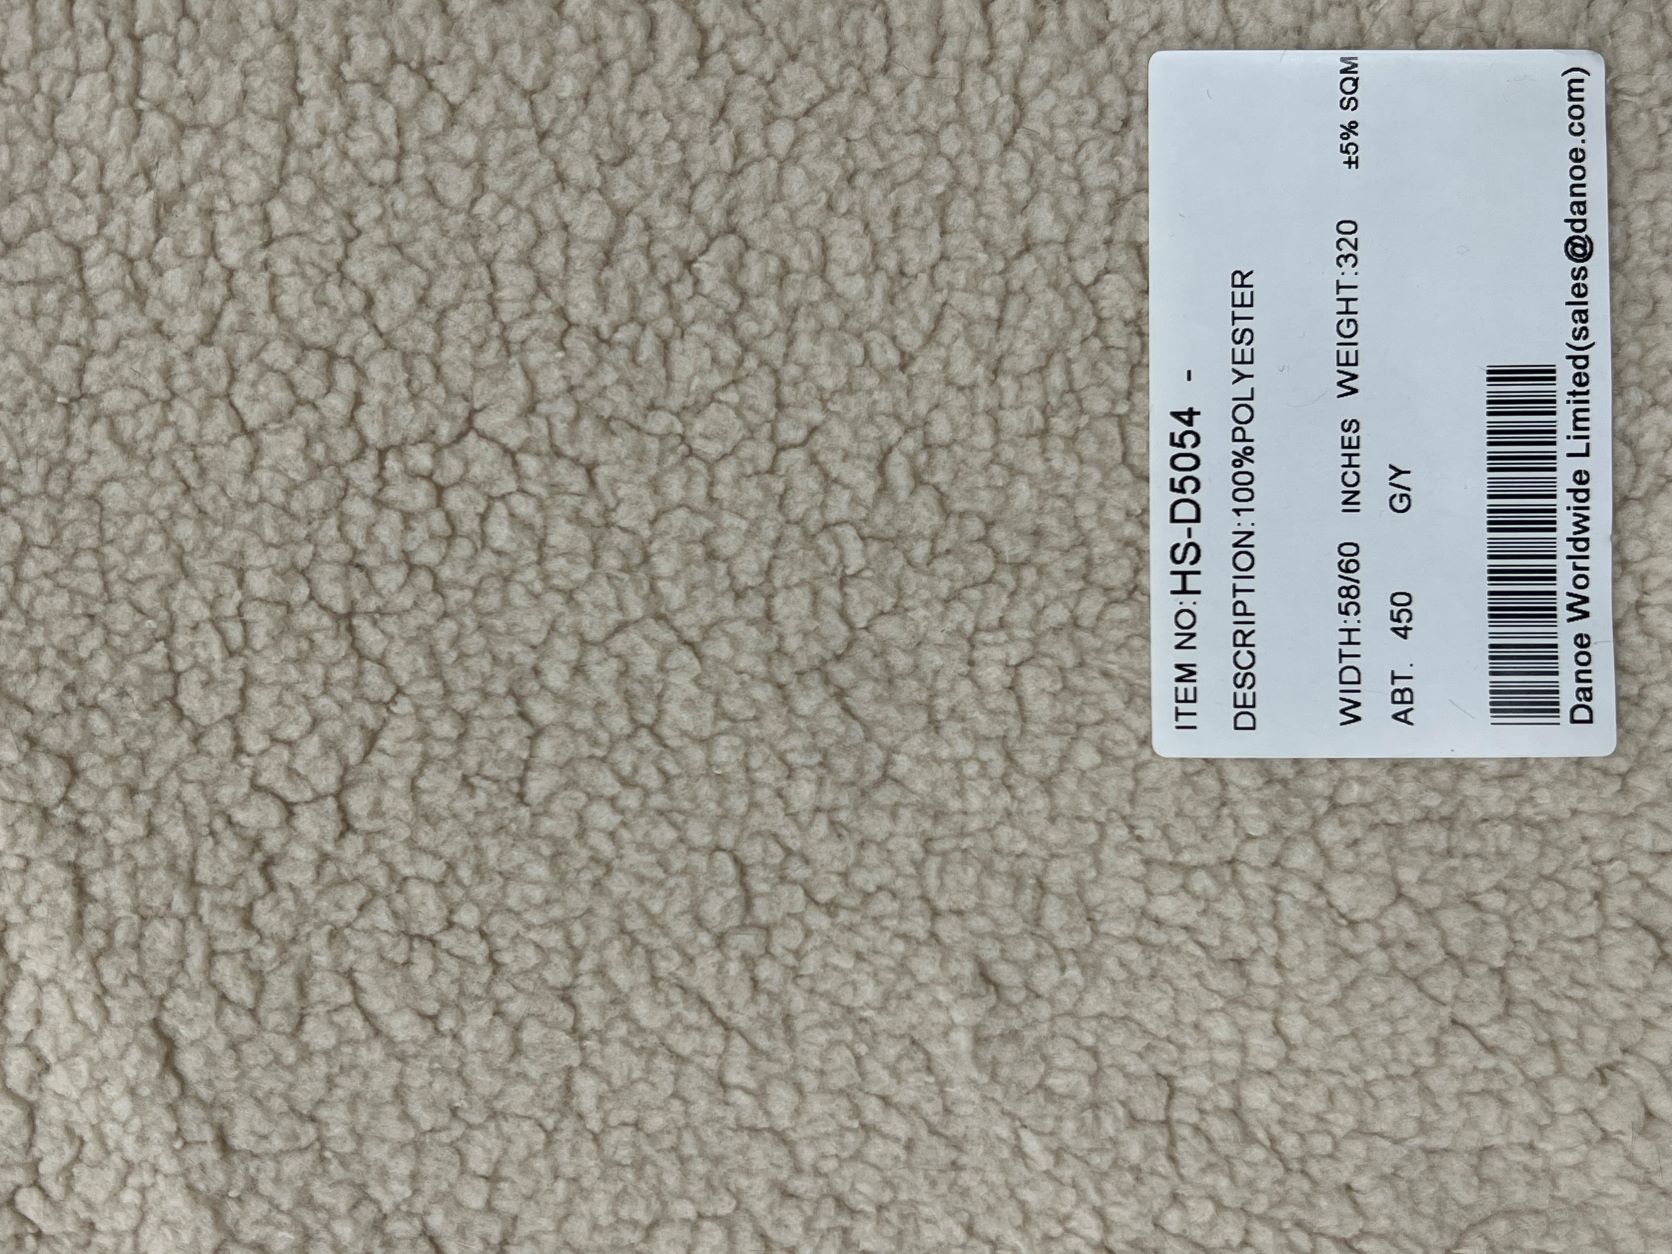 ITEM NO:HS-D5054 -
DESCRIPTION:100%POLYESTER
WIDTH:58/60 INCHES WEIGHT:320 ±5% SQM
ABT. 450 G/Y
Danoe Worldwide Limited(sales@danoe.com)